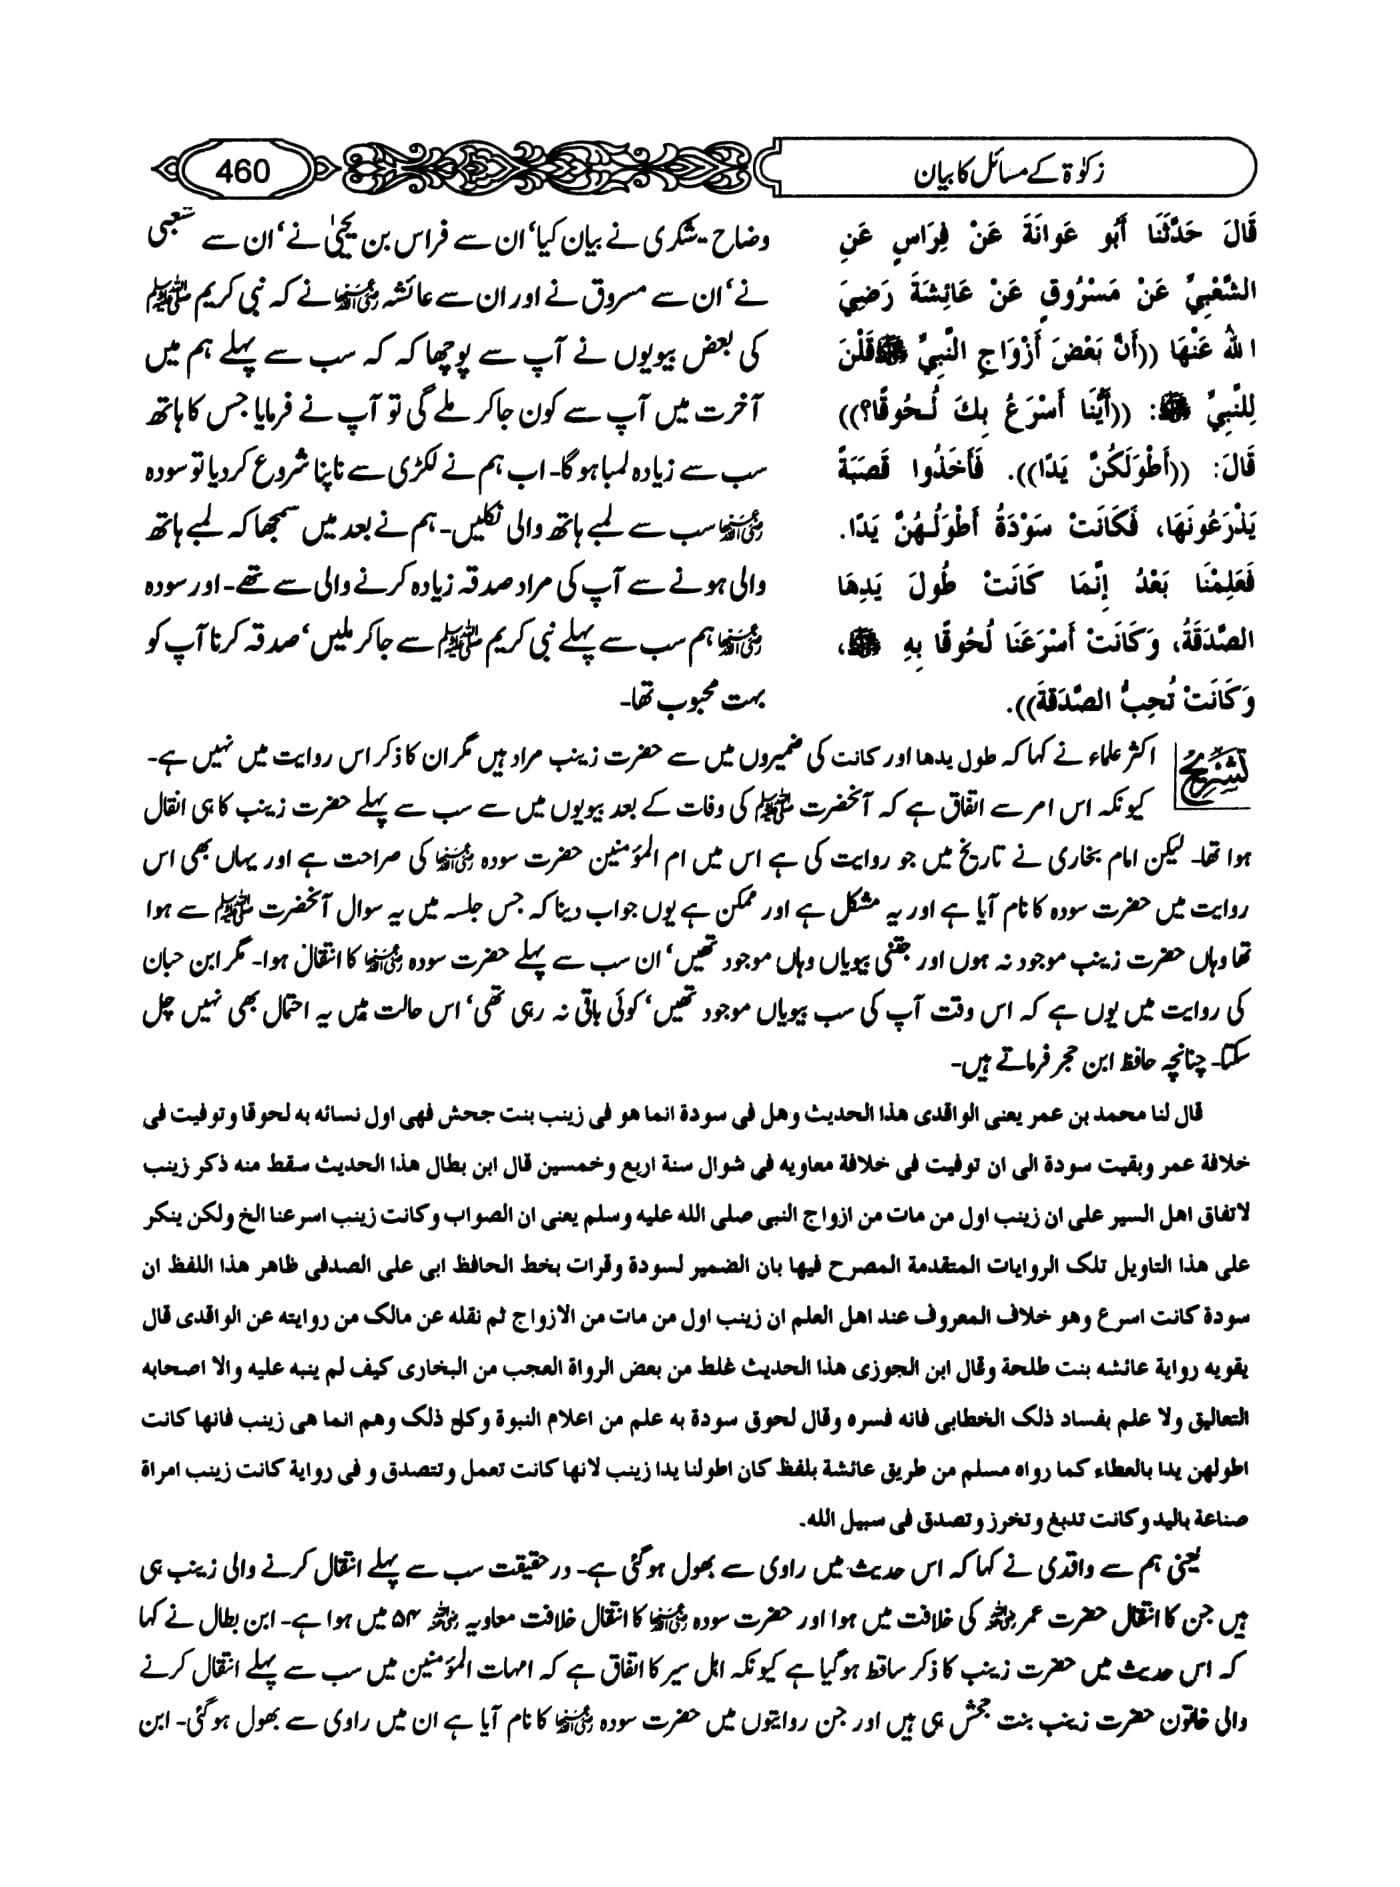 زکوٰۃ کے مسائل کا بیان
460
قَالَ حَدَّثَنَا أَبُو عَوَانَةَ عَنْ فِرَاسٍ عَنِ
الشَّعْبِيِّ عَنْ مَسْرُوقٍ عَنْ عَائِشَةَ رَضِيَ
اللهُ عَنْهَا ((أَنَّ بَعْضَ أَزْوَاجِ النَّبِيِّ ﷺ قُلْنَ
لِلنَّبِيِّ ﷺ: ((أَيُّنَا أَسْرَعُ بِكَ لُحُوقًا؟))
قَالَ: ((أَطْوَلُكُنَّ يَدًا)). فَأَخَذُوا قَصَبَةً
يَذْرَعُونَهَا، فَكَانَتْ سَوْدَةُ أَطْوَلَهُنَّ يَدًا.
فَعَلِمْنَا بَعْدُ إِنَّمَا كَانَتْ طُولَ يَدِهَا
الصَّدَقَةُ، وَكَانَتْ أَسْرَعَنَا لُحُوقًا بِهِ ﷺ،
وَكَانَتْ تُحِبُّ الصَّدَقَةَ)).
وضاح یشکری نے بیان کیا‘ ان سے فراس بن یحییٰ نے‘ ان سے شعبی
نے‘ ان سے مسروق نے اور ان سے عائشہ رضی اللہ عنہا نے کہ نبی کریم ﷺ
کی بعض بیویوں نے آپ سے پوچھا کہ کہ سب سے پہلے ہم میں
آخرت میں آپ سے کون جاکر ملے گی تو آپ نے فرمایا جس کا ہاتھ
سب سے زیادہ لمبا ہوگا۔ اب ہم نے لکڑی سے ناپنا شروع کردیا تو سودہ
رضی اللہ عنہا سب سے لمبے ہاتھ والی نکلیں۔ ہم نے بعد میں سمجھا کہ لمبے ہاتھ
والی ہونے سے آپ کی مراد صدقہ زیادہ کرنے والی سے تھے۔ اور سودہ
رضی اللہ عنہا ہم سب سے پہلے نبی کریم ﷺ سے جاکر ملیں‘ صدقہ کرنا آپ کو
بہت محبوب تھا۔
تشریح اکثر علماء نے کہا کہ طول یدھا اور کانت کی ضمیروں میں سے حضرت زینب مراد ہیں مگر ان کا ذکر اس روایت میں نہیں ہے۔
کیونکہ اس امر سے اتفاق ہے کہ آنحضرت ﷺ کی وفات کے بعد بیویوں میں سے سب سے پہلے حضرت زینب کا ہی انتقال
ہوا تھا۔ لیکن امام بخاری نے تاریخ میں جو روایت کی ہے اس میں ام المؤمنین حضرت سودہ رضی اللہ عنہا کی صراحت ہے اور یہاں بھی اس
روایت میں حضرت سودہ کا نام آیا ہے اور یہ مشکل ہے اور ممکن ہے یوں جواب دینا کہ جس جلسہ میں یہ سوال آنحضرت ﷺ سے ہوا
تھا وہاں حضرت زینب موجود نہ ہوں اور جتنی بیویاں وہاں موجود تھیں‘ ان سب سے پہلے حضرت سودہ رضی اللہ عنہا کا انتقال ہوا۔ مگر ابن حبان
کی روایت میں یوں ہے کہ اس وقت آپ کی سب بیویاں موجود تھیں‘ کوئی باقی نہ رہی تھی‘ اس حالت میں یہ احتمال بھی نہیں چل
سکتا۔ چنانچہ حافظ ابن حجر فرماتے ہیں۔
قال لنا محمد بن عمر یعنی الواقدی هذا الحدیث وهل فی سودة انما هو فی زینب بنت جحش فهی اول نسائه به لحوقا و توفیت فی
خلافة عمر وبقیت سودة الی ان توفیت فی خلافة معاویه فی شوال سنة اربع وخمسین قال ابن بطال هذا الحدیث سقط منه ذکر زینب
لاتفاق اهل السیر علی ان زینب اول من مات من ازواج النبی صلی الله علیه وسلم یعنی ان الصواب وکانت زینب اسرعنا الخ ولکن ینکر
علی هذا التاویل تلک الروایات المتقدمة المصرح فیها بان الضمیر لسودة وقرات بخط الحافظ ابی علی الصدفی ظاهر هذا اللفظ ان
سودة کانت اسرع وهو خلاف المعروف عند اهل العلم ان زینب اول من مات من الازواج ثم نقله عن مالک من روایته عن الواقدی قال
یقویه روایة عائشه بنت طلحة وقال ابن الجوزی هذا الحدیث غلط من بعض الرواة العجب من البخاری کیف لم ینبه علیه والا اصحابه
التعالیق ولا علم بفساد ذلک الخطابی فانه فسره وقال لحوق سودة به علم من اعلام النبوة وکل ذلک وهم انما هی زینب فانها کانت
اطولهن یدا بالعطاء کما رواه مسلم من طریق عائشة بلفظ کان اطولنا یدا زینب لانها کانت تعمل وتتصدق و فی روایة کانت زینب امراة
صناعة بالید وکانت تدبغ وتخرز وتصدق فی سبیل الله۔
یعنی ہم سے واقدی نے کہا کہ اس حدیث میں راوی سے بھول ہوگئی ہے۔ درحقیقت سب سے پہلے انتقال کرنے والی زینب ہی
ہیں جن کا انتقال حضرت عمر رضی اللہ عنہ کی خلافت میں ہوا اور حضرت سودہ رضی اللہ عنہا کا انتقال خلافت معاویہ رضی اللہ عنہ ۵۴ میں ہوا ہے۔ ابن بطال نے کہا
کہ اس حدیث میں حضرت زینب کا ذکر ساقط ہوگیا ہے کیونکہ اہل سیر کا اتفاق ہے کہ امہات المؤمنین میں سب سے پہلے انتقال کرنے
والی خاتون حضرت زینب بنت جحش ہی ہیں اور جن روایتوں میں حضرت سودہ رضی اللہ عنہا کا نام آیا ہے ان میں راوی سے بھول ہوگئی۔ ابن